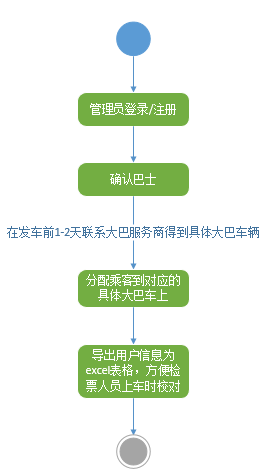 管理员登录/注册
确认巴士
在发车前1-2天联系大巴服务商得到具体大巴车辆
分配乘客到对应的
具体大巴车上
导出用户信息为
excel表格，方便检
票人员上车时校对